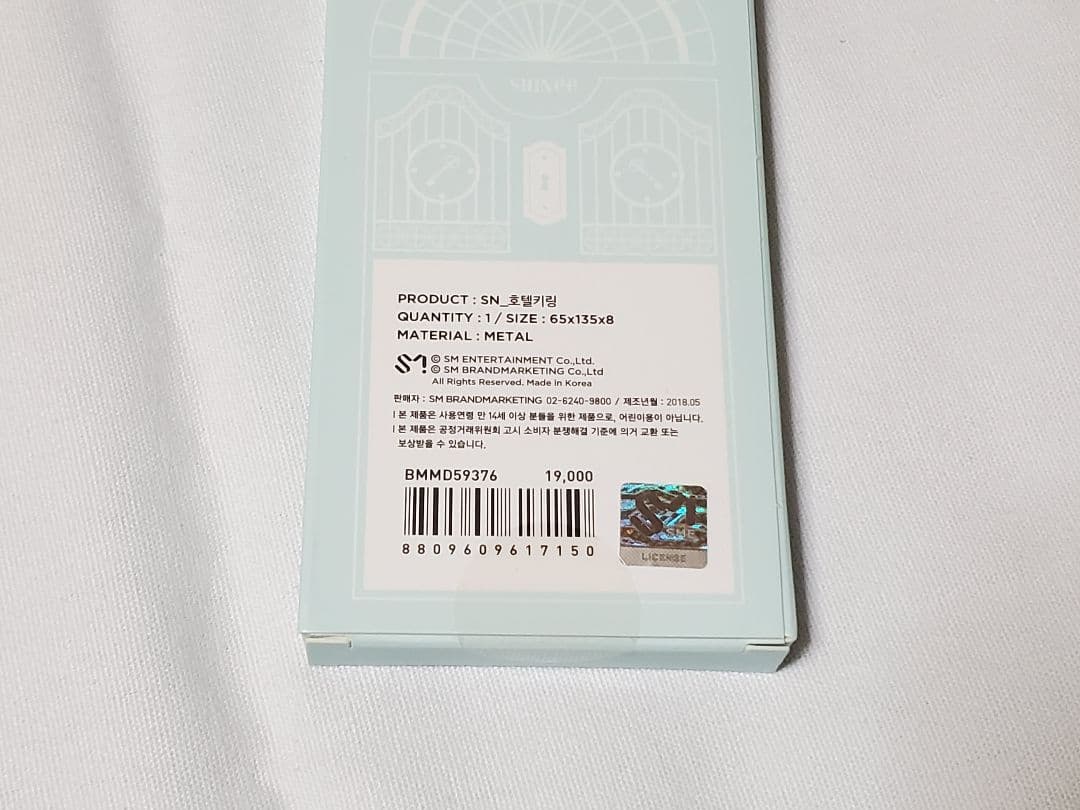 SHINee
PRODUCT : SN_호텔키링
QUANTITY : 1 / SIZE : 65x135x8
MATERIAL : METAL
SM!
© SM ENTERTAINMENT Co.,Ltd.
© SM BRANDMARKETING Co.,Ltd
All Rights Reserved. Made in Korea
판매자 : SM BRANDMARKETING 02-6240-9800 / 제조년월 : 2018.05
l 본 제품은 사용연령 만 14세 이상 분들을 위한 제품으로, 어린이용이 아닙니다.
l 본 제품은 공정거래위원회 고시 소비자 분쟁해결 기준에 의거 교환 또는
보상받을 수 있습니다.
BMMD59376 19,000
8809609617150
SM
SME
LICENSE